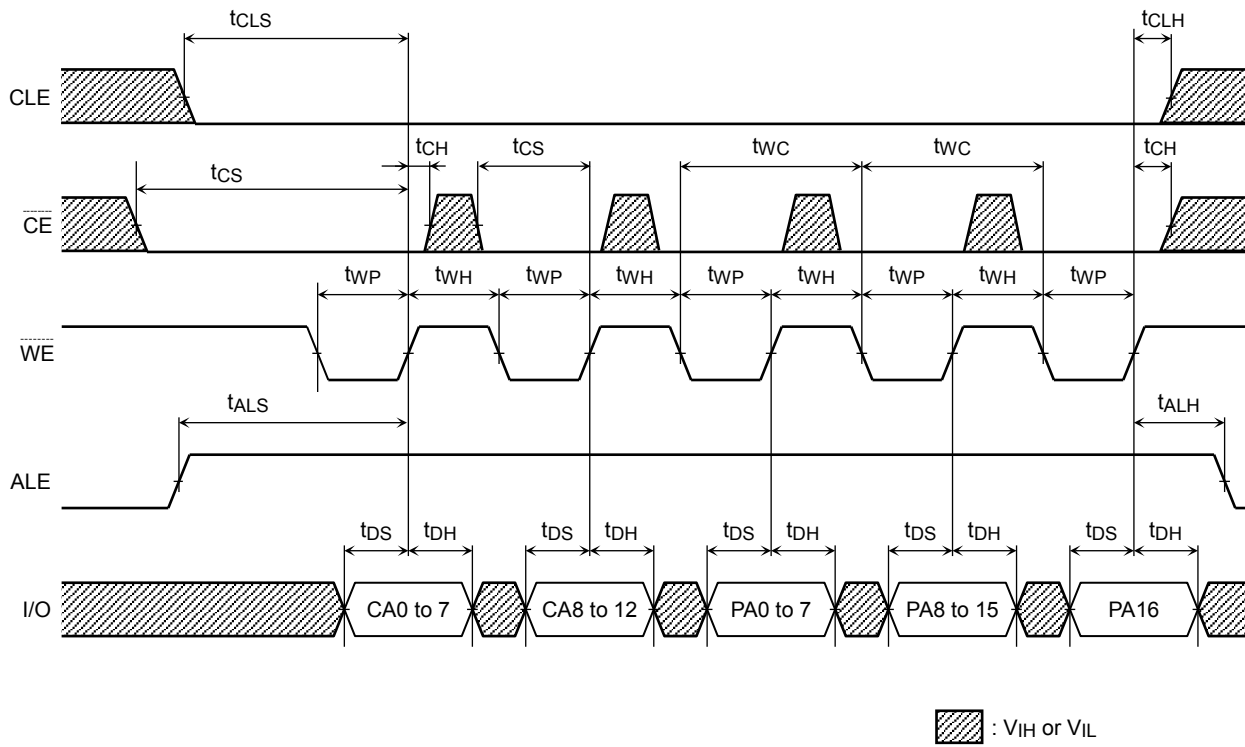 tCLS tCLH
CLE
tCH tCS tWC tWC tCH
tCS
CE
tWP tWH tWP tWH tWP tWH tWP tWH tWP
WE
tALS tALH
ALE
tDS tDH tDS tDH tDS tDH tDS tDH tDS tDH
I/O CA0 to 7 CA8 to 12 PA0 to 7 PA8 to 15 PA16
: VIH or VIL